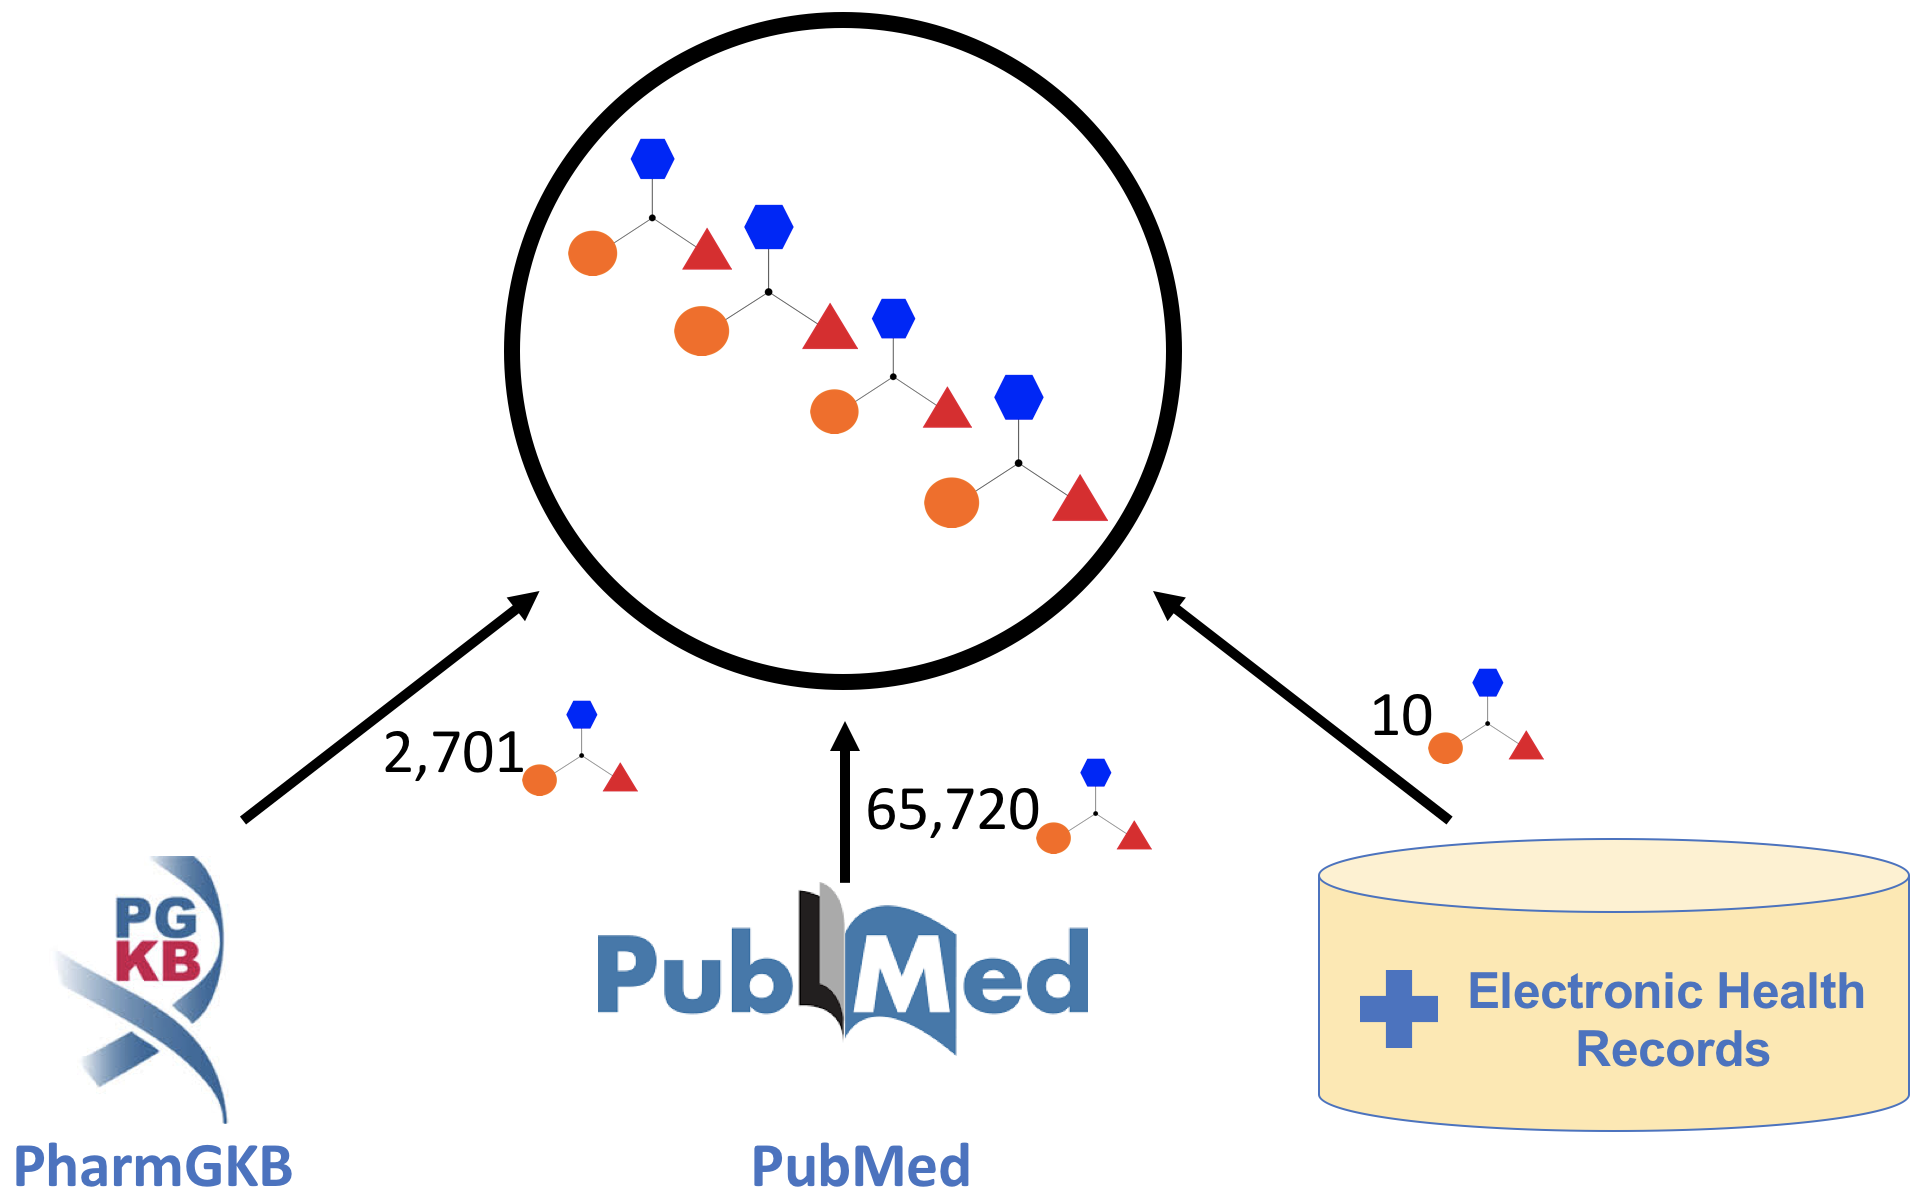 2,701
65,720
10
PG
KB
PubMed
Electronic Health
Records
PharmGKB
PubMed